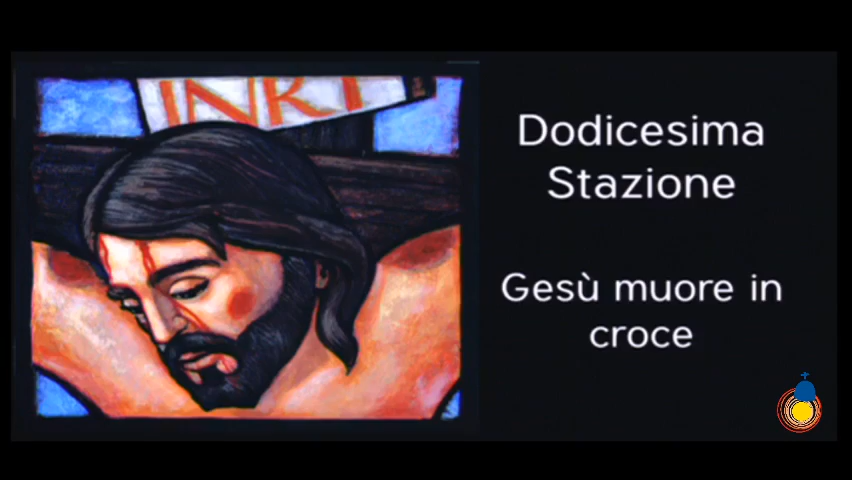 INRI
Dodicesima
Stazione
Gesù muore in
croce